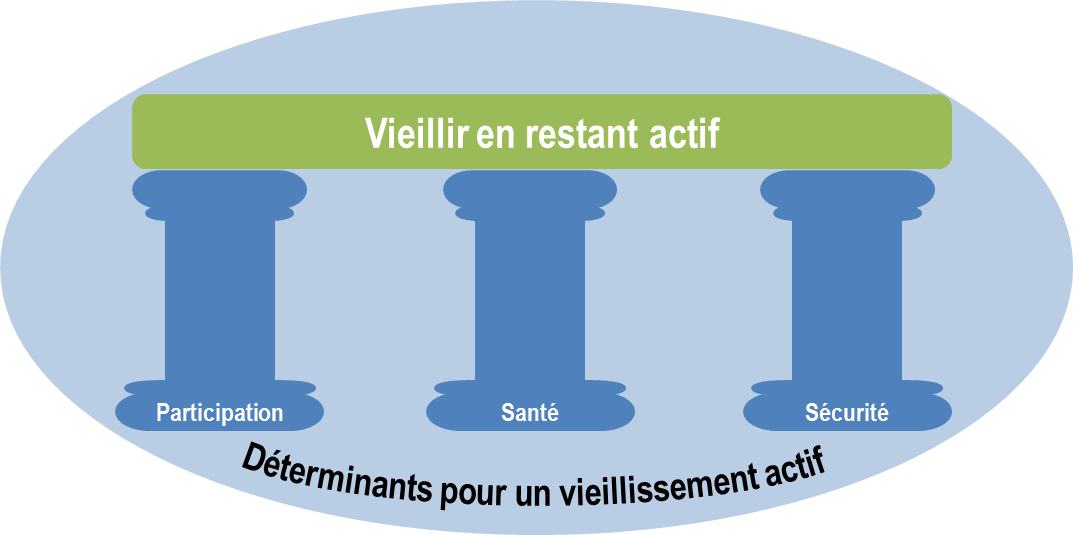 Vieillir en restant actif
Participation
Santé
Sécurité
Déterminants pour un vieillissement actif